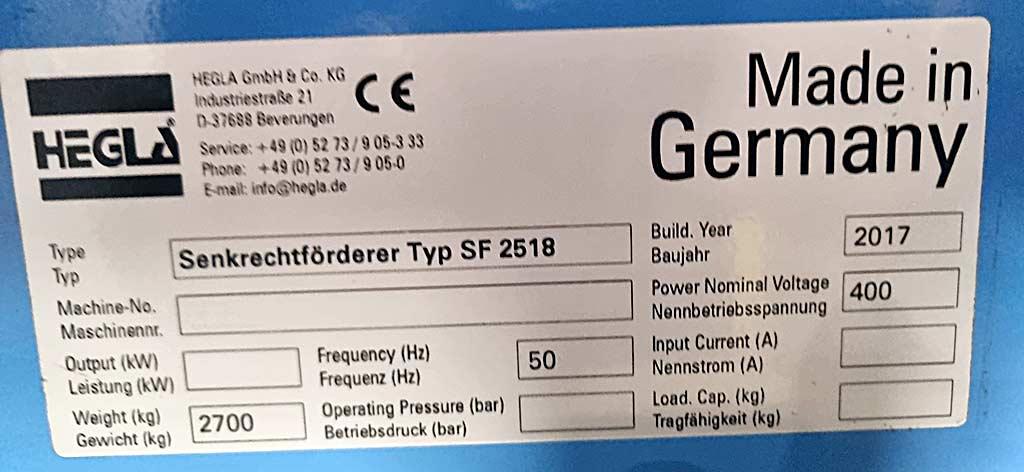 HEGLA
HEGLA GmbH & Co. KG
Industriestraße 21
D-37688 Beverungen
Service: +49 (0) 52 73 / 9 05-3 33
Phone: +49 (0) 52 73 / 9 05-0
E-mail: info@hegla.de
CE
Made in
Germany
Type
Typ
Senkrechtförderer Typ SF 2518
Build. Year
Baujahr
2017
Machine-No.
Maschinennr.
Power Nominal Voltage
Nennbetriebsspannung
400
Output (kW)
Leistung (kW)
Frequency (Hz)
Frequenz (Hz)
50
Input Current (A)
Nennstrom (A)
Weight (kg)
Gewicht (kg)
2700
Operating Pressure (bar)
Betriebsdruck (bar)
Load. Cap. (kg)
Tragfähigkeit (kg)